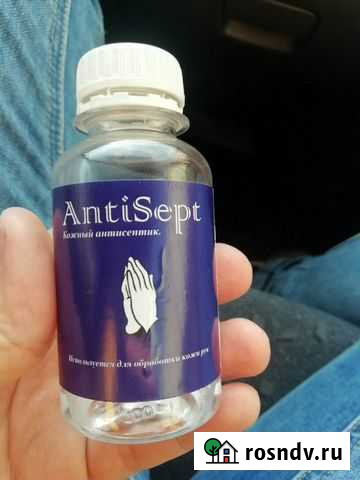 AntiSept
Кожный антисептик.
Используется для обработки кожи рук
rosndv.ru